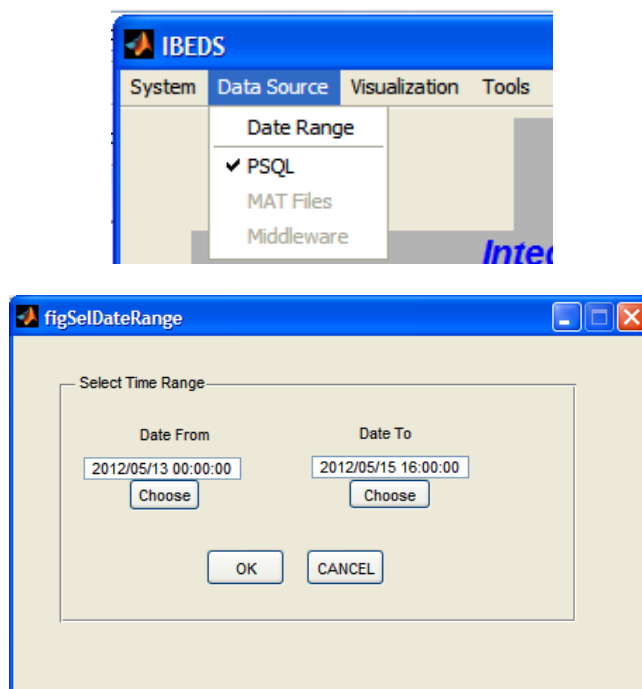 IBEDS
System Data Source Visualization Tools
Date Range
PSQL
MAT Files
Middleware
figSelDateRange
Select Time Range
Date From Date To
2012/05/13 00:00:00 2012/05/15 16:00:00
Choose Choose
OK CANCEL